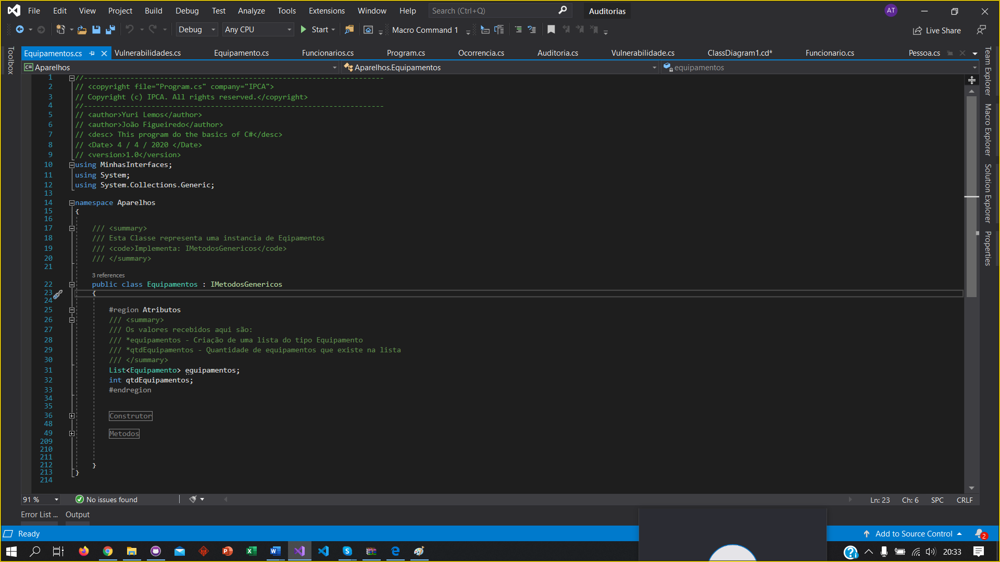 File Edit View Project Build Debug Test Analyze Tools Extensions Window Help Search (Ctrl+Q) Auditorias AT
Debug Any CPU Start Macro Command 1 Live Share
Equipamentos.cs Vulnerabilidades.cs Equipamento.cs Funcionarios.cs Program.cs Ocorrencia.cs Auditoria.cs Vulnerabilidade.cs ClassDiagram1.cd* Funcionario.cs Pessoa.cs
Toolbox
Team Explorer
Macro Explorer
Solution Explorer
Properties
C# Aparelhos Aparelhos.Equipamentos equipamentos
1 //-----------------------------------------------------------------------
2 // <copyright file="Program.cs" company="IPCA">
3 // Copyright (c) IPCA. All rights reserved.</copyright>
4 //-----------------------------------------------------------------------
5 // <author>Yuri Lemos</author>
6 // <author>João Figueiredo</author>
7 // <desc> This program do the basics of C#</desc>
8 // <Date> 4 / 4 / 2020 </Date>
9 // <version>1.0</version>
10 using MinhasInterfaces;
11 using System;
12 using System.Collections.Generic;
13
14 namespace Aparelhos
15 {
16
17 /// <summary>
18 /// Esta Classe representa uma instancia de Eqipamentos
19 /// <code>Implementa: IMetodosGenericos</code>
20 /// </summary>
21
3 references
22 public class Equipamentos : IMetodosGenericos
23 {
24
25 #region Atributos
26 /// <summary>
27 /// Os valores recebidos aqui são:
28 /// *equipamentos - Criação de uma lista do tipo Equipamento
29 /// *qtdEquipamentos - Quantidade de equipamentos que existe na lista
30 /// </summary>
31 List<Equipamento> equipamentos;
32 int qtdEquipamentos;
33 #endregion
34
35
36 Construtor
48
49 Metodos
209
210
211
212 }
213 }
214
91 % No issues found Ln: 23 Ch: 6 SPC CRLF
Error List ... Output
Ready Add to Source Control 2
20:33